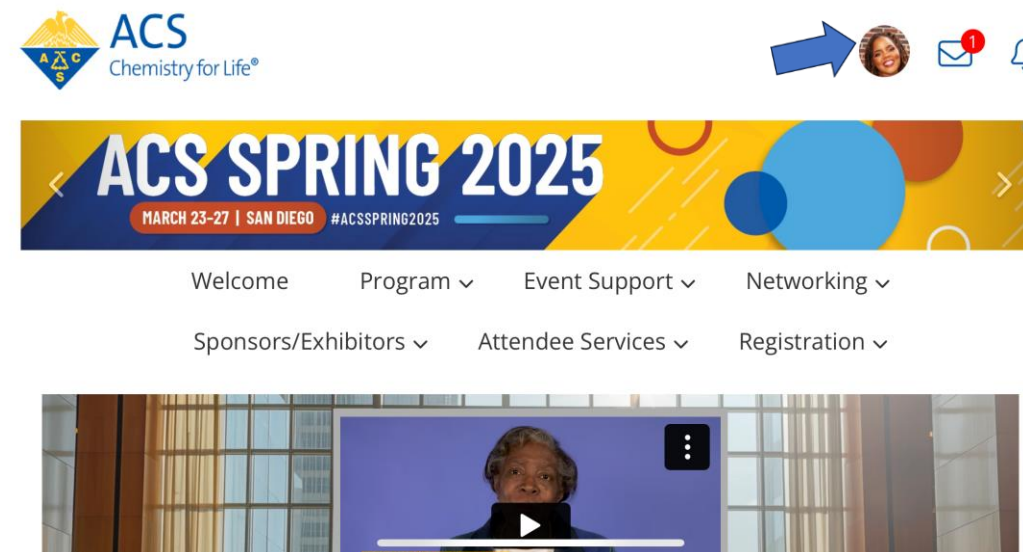 ACS
Chemistry for Life®
A C S
1
ACS SPRING 2025
MARCH 23-27 | SAN DIEGO #ACSSPRING2025
Welcome Program Event Support Networking
Sponsors/Exhibitors Attendee Services Registration